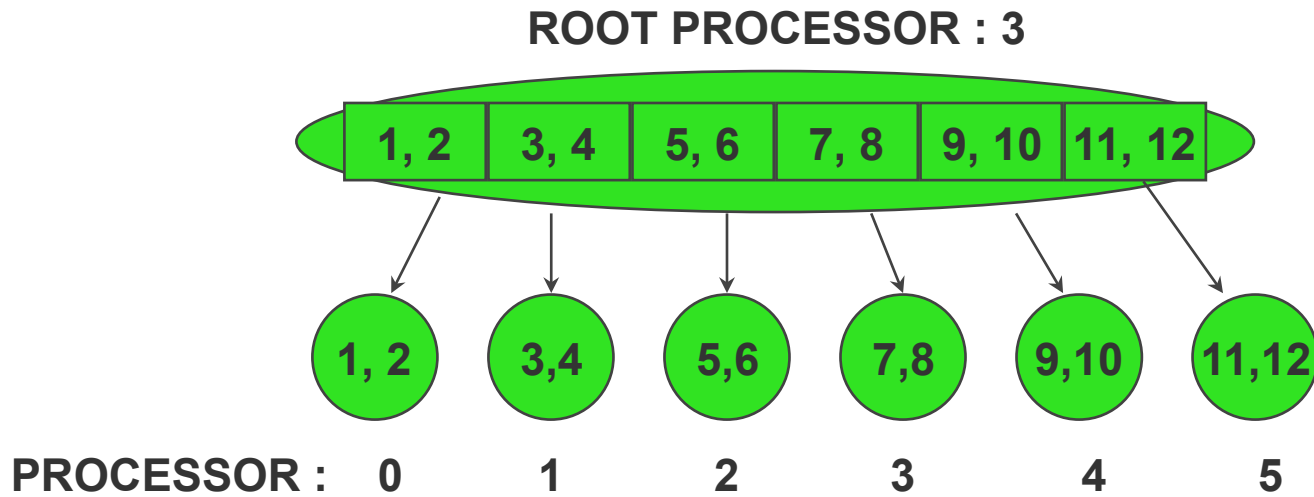 ROOT PROCESSOR : 3
1, 2 3, 4 5, 6 7, 8 9, 10 11, 12
1, 2 3,4 5,6 7,8 9,10 11,12
PROCESSOR : 0 1 2 3 4 5